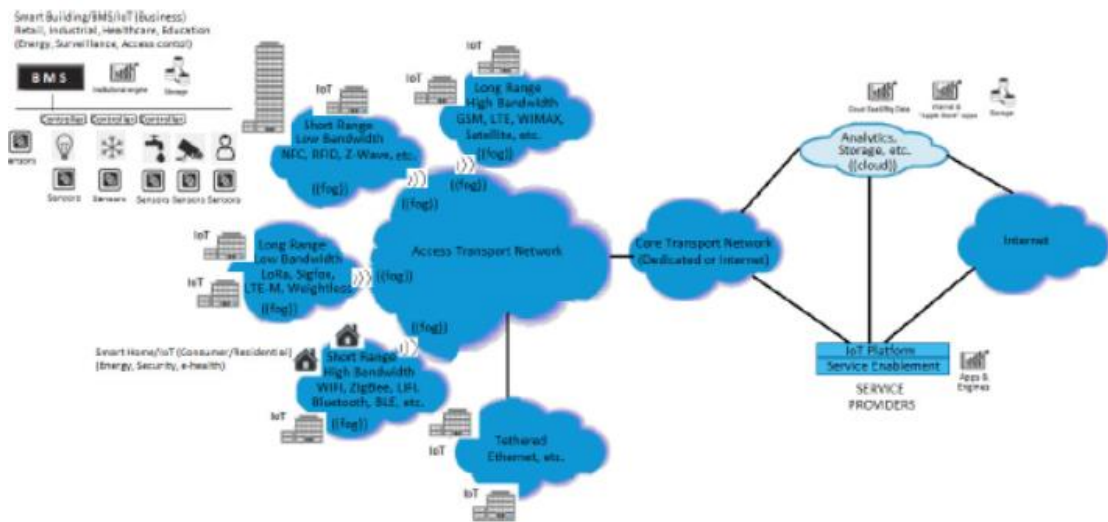 Smart Building/BMS/IoT (Business)
Retail, Industrial, Healthcare, Education
(Energy, Surveillance, Access control)
BMS
Institutional engine
Storage
Controller
Controller
Controller
Sensors
Sensors
Sensors
Sensors
Sensors
Sensors
IoT
Short Range
Low Bandwidth
NFC, RFID, Z-Wave, etc.
((fog))
IoT
IoT
Long Range
High Bandwidth
GSM, LTE, WIMAX,
Satellite, etc.
((fog))
IoT
IoT
Long Range
Low Bandwidth
LoRa, Sigfox,
LTE-M, Weightless
((fog))
Smart Home/IoT (Consumer/Residential)
(Energy, Security, e-health)
Short Range
High Bandwidth
WIFI, ZigBee, LIFI,
Bluetooth, BLE, etc.
((fog))
IoT
((fog))
((fog))
Access Transport Network
((fog))
((fog))
IoT
Tethered
Ethernet, etc.
IoT
Core Transport Network
(Dedicated or Internet)
Storage
Analytics,
Storage, etc.
((cloud))
Internet
IoT Platform
Service Enablement
SERVICE
PROVIDERS
Apps &
Engines